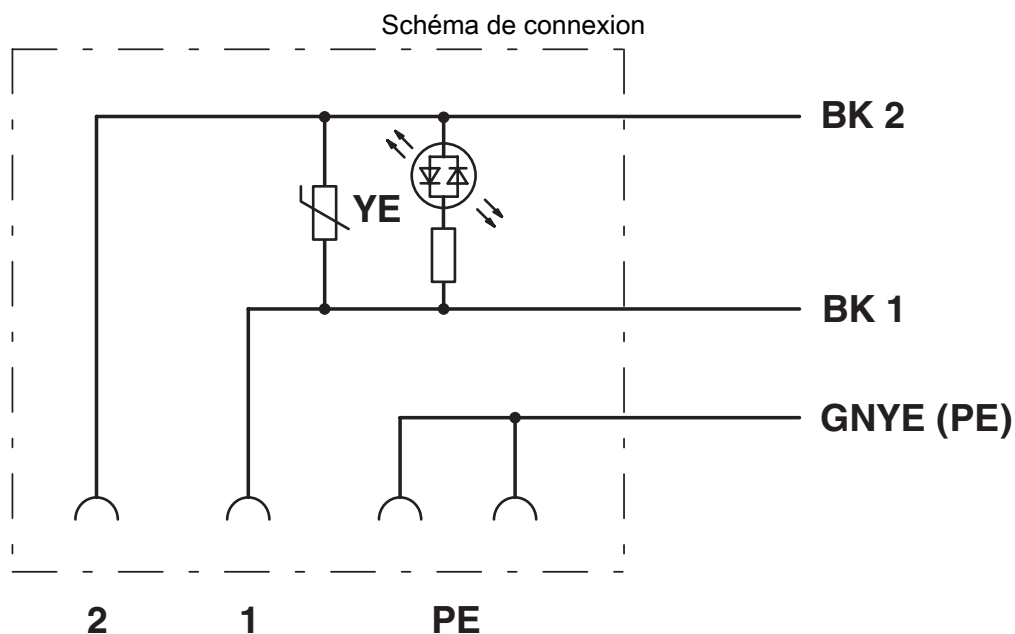 Schéma de connexion
BK 2
YE
BK 1
GNYE (PE)
2 1 PE